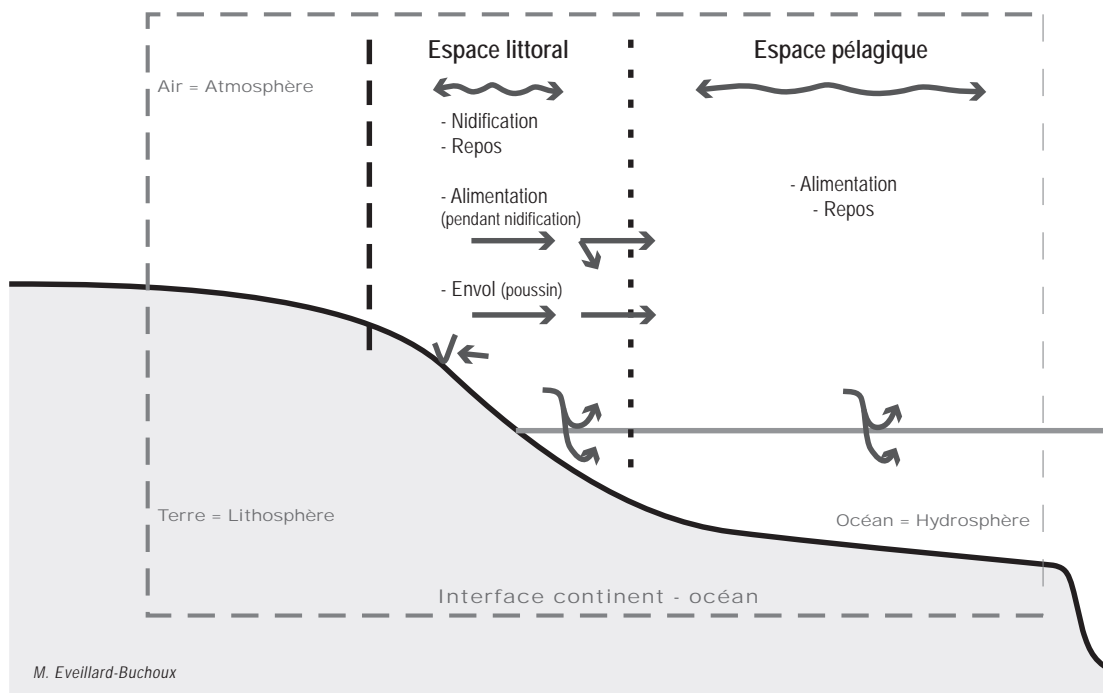 Espace littoral
Espace pélagique
Air = Atmosphère
- Nidification
- Repos
- Alimentation
(pendant nidification)
- Alimentation
- Repos
- Envol (poussin)
Terre = Lithosphère
Océan = Hydrosphère
Interface continent - océan
M. Eveillard-Buchoux